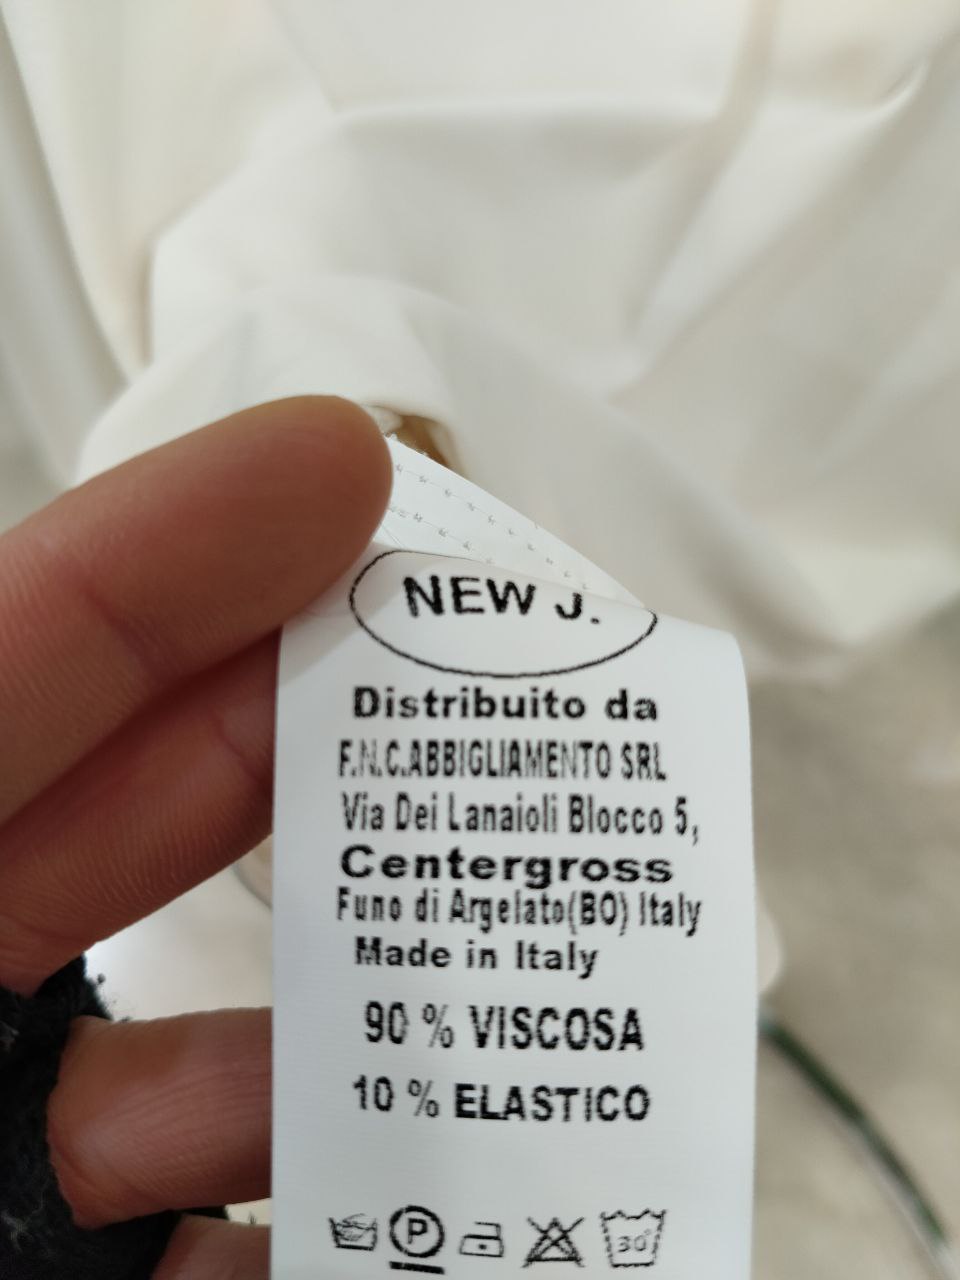 NEW J.
Distribuito da
F.N.C.ABBIGLIAMENTO SRL
Via Dei Lanaioli Blocco 5,
Centergross
Funo di Argelato(BO) Italy
Made in Italy
90 % VISCOSA
10 % ELASTICO
P
30°